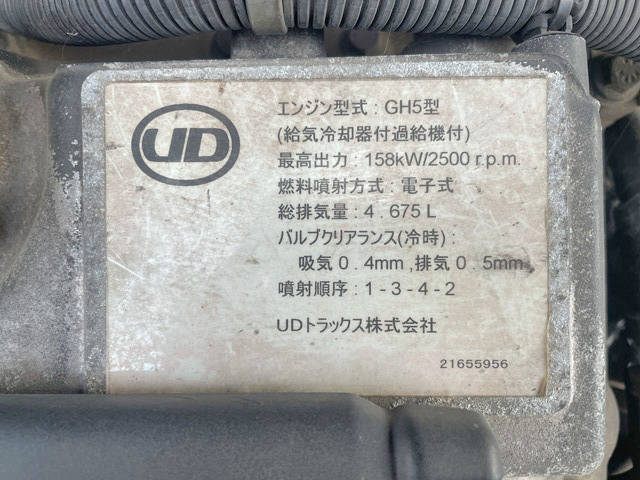 UD
エンジン型式 : GH5型
(給気冷却器付過給機付)
最高出力 : 158kW/2500 r.p.m.
燃料噴射方式 : 電子式
総排気量 : 4.675 L
バルブクリアランス(冷時) :
吸気 0.4mm ,排気 0.5mm
噴射順序 : 1-3-4-2
UDトラックス株式会社
21655956